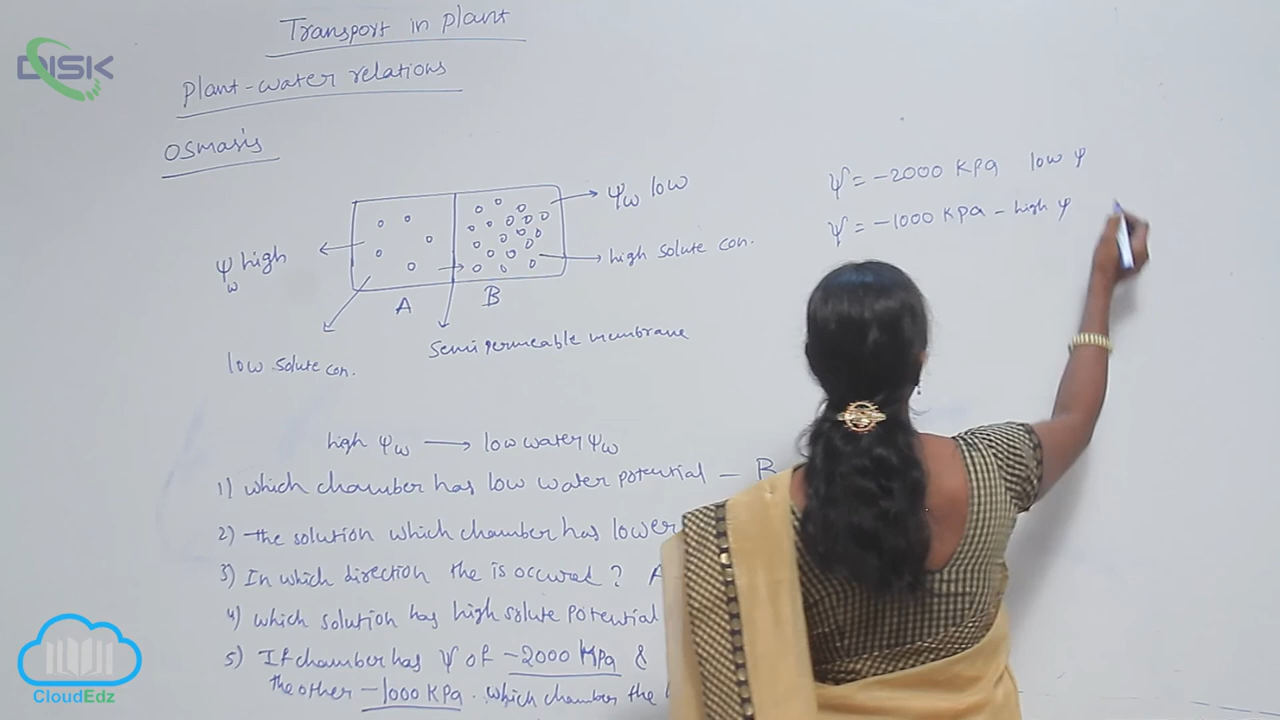 Transport in plant
DISK
Plant-water relations
Osmosis
ψw low
ψ = -2000 KPa low ψ
ψ = -1000 KPa - high ψ
ψw high
high solute con.
A
B
Semi permeable membrane
low solute con.
high ψw → low water ψw
1) which chamber has low water potential - B
2) the solution which chamber has lower
3) In which direction the is occured? A
4) which solution has high solute potential
5) If chamber has ψ of -2000 KPa &
the other -1000 KPa. which chamber the
CloudEdz